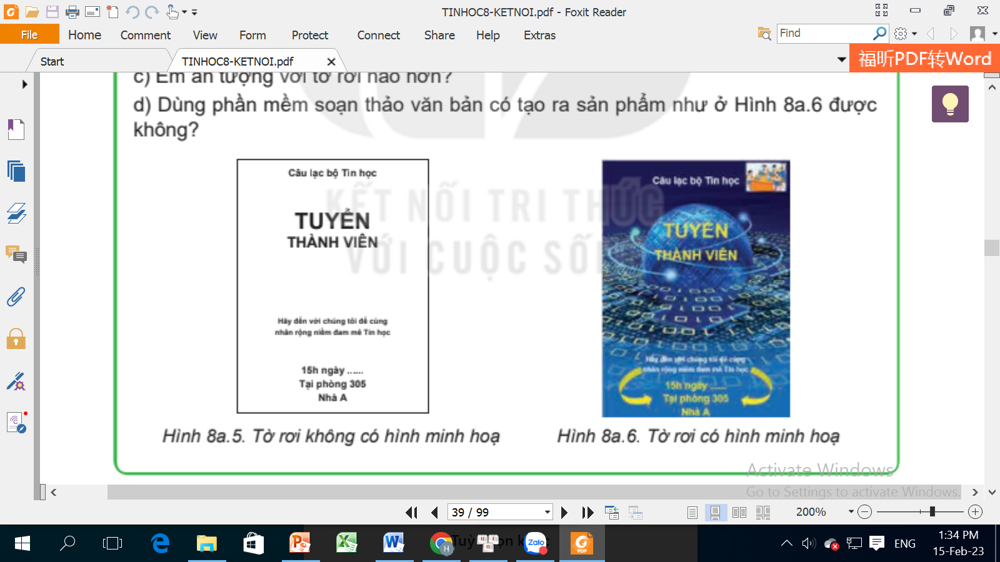 TINHOC8-KETNOI.pdf - Foxit Reader
File Home Comment View Form Protect Connect Share Help Extras
Find
Start TINHOC8-KETNOI.pdf
福昕PDF转Word
c) Em ấn tượng với tờ rơi nào hơn?
d) Dùng phần mềm soạn thảo văn bản có tạo ra sản phẩm như ở Hình 8a.6 được
không?
KẾT NỐI TRI THỨC
VỚI CUỘC SỐNG
Câu lạc bộ Tin học
TUYỂN
THÀNH VIÊN
Hãy đến với chúng tôi để cùng
nhân rộng niềm đam mê Tin học
15h ngày ......
Tại phòng 305
Nhà A
Hình 8a.5. Tờ rơi không có hình minh hoạ
Câu lạc bộ Tin học
TUYỂN
THÀNH VIÊN
Hãy đến với chúng tôi để cùng
nhân rộng niềm đam mê Tin học
15h ngày ......
Tại phòng 305
Nhà A
Hình 8a.6. Tờ rơi có hình minh hoạ
Activate Windows
Go to Settings to activate Windows.
39 / 99
200%
Zalo
PDF
ENG
1:34 PM
15-Feb-23